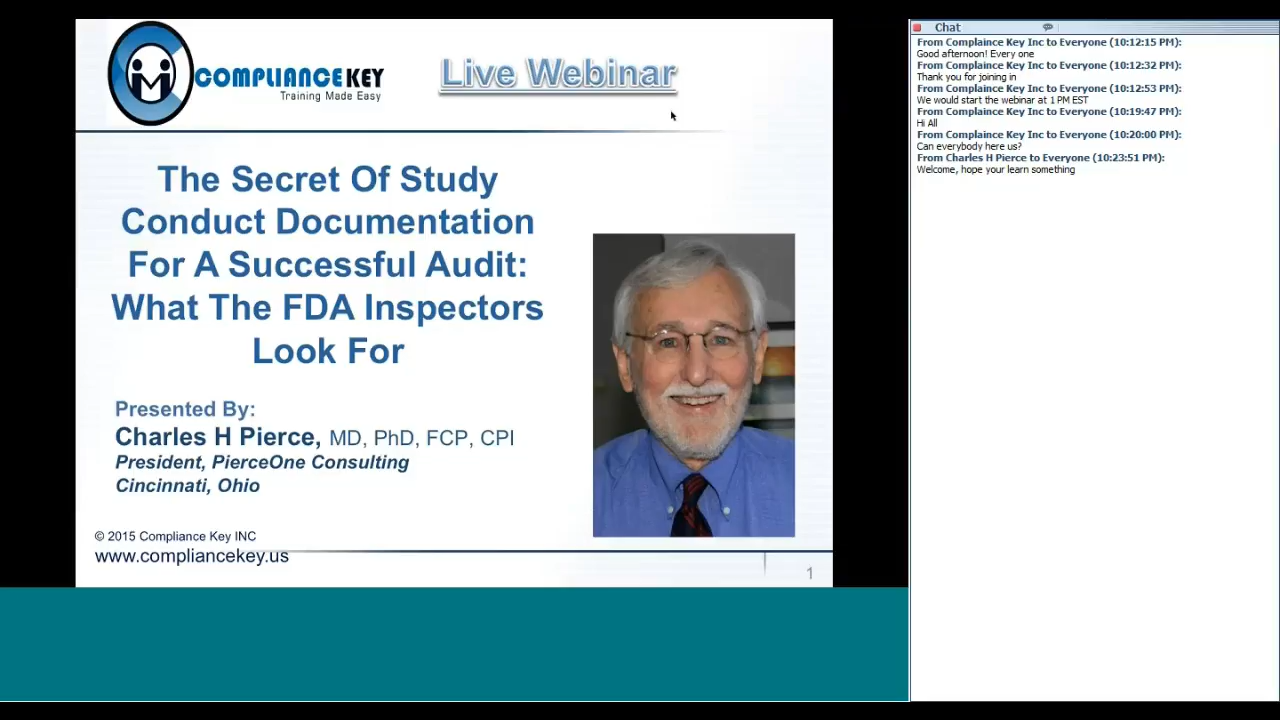 COMPLIANCE KEY
Training Made Easy
Live Webinar
The Secret Of Study
Conduct Documentation
For A Successful Audit:
What The FDA Inspectors
Look For
Presented By:
Charles H Pierce, MD, PhD, FCP, CPI
President, PierceOne Consulting
Cincinnati, Ohio
© 2015 Compliance Key INC
www.compliancekey.us
1
Chat
From Complaince Key Inc to Everyone (10:12:15 PM):
Good afternoon! Every one
From Complaince Key Inc to Everyone (10:12:32 PM):
Thank you for joining in
From Complaince Key Inc to Everyone (10:12:53 PM):
We would start the webinar at 1 PM EST
From Complaince Key Inc to Everyone (10:19:47 PM):
Hi All
From Complaince Key Inc to Everyone (10:20:00 PM):
Can everybody here us?
From Charles H Pierce to Everyone (10:23:51 PM):
Welcome, hope your learn something